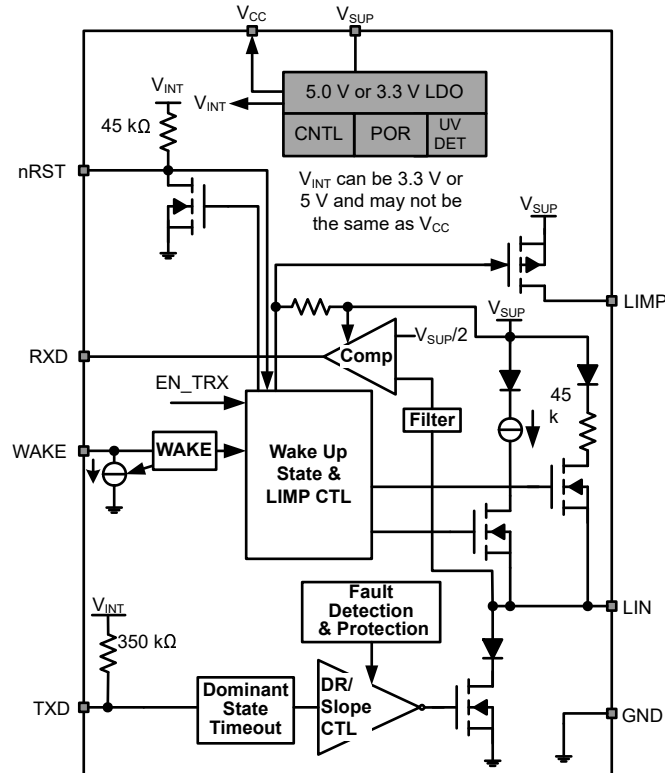 VCC
VSUP
VINT
VINT
5.0 V or 3.3 V LDO
45 kΩ
CNTL
POR
UV
DET
nRST
VINT can be 3.3 V or
5 V and may not be
the same as VCC
VSUP
LIMP
VSUP
RXD
Comp
VSUP/2
EN_TRX
45
k
Filter
WAKE
WAKE
Wake Up
State &
LIMP CTL
VINT
Fault
Detection
& Protection
LIN
350 kΩ
TXD
Dominant
State
Timeout
DR/
Slope
CTL
GND